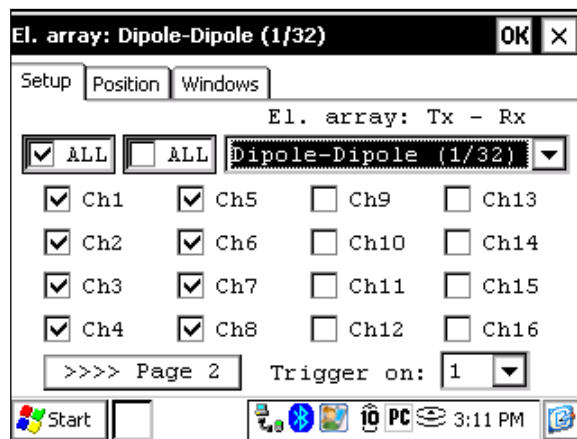 El. array: Dipole-Dipole (1/32) OK
Setup Position Windows
El. array: Tx - Rx
ALL ALL Dipole-Dipole (1/32)
Ch1 Ch5 Ch9 Ch13
Ch2 Ch6 Ch10 Ch14
Ch3 Ch7 Ch11 Ch15
Ch4 Ch8 Ch12 Ch16
>>>> Page 2 Trigger on: 1
Start PC 3:11 PM